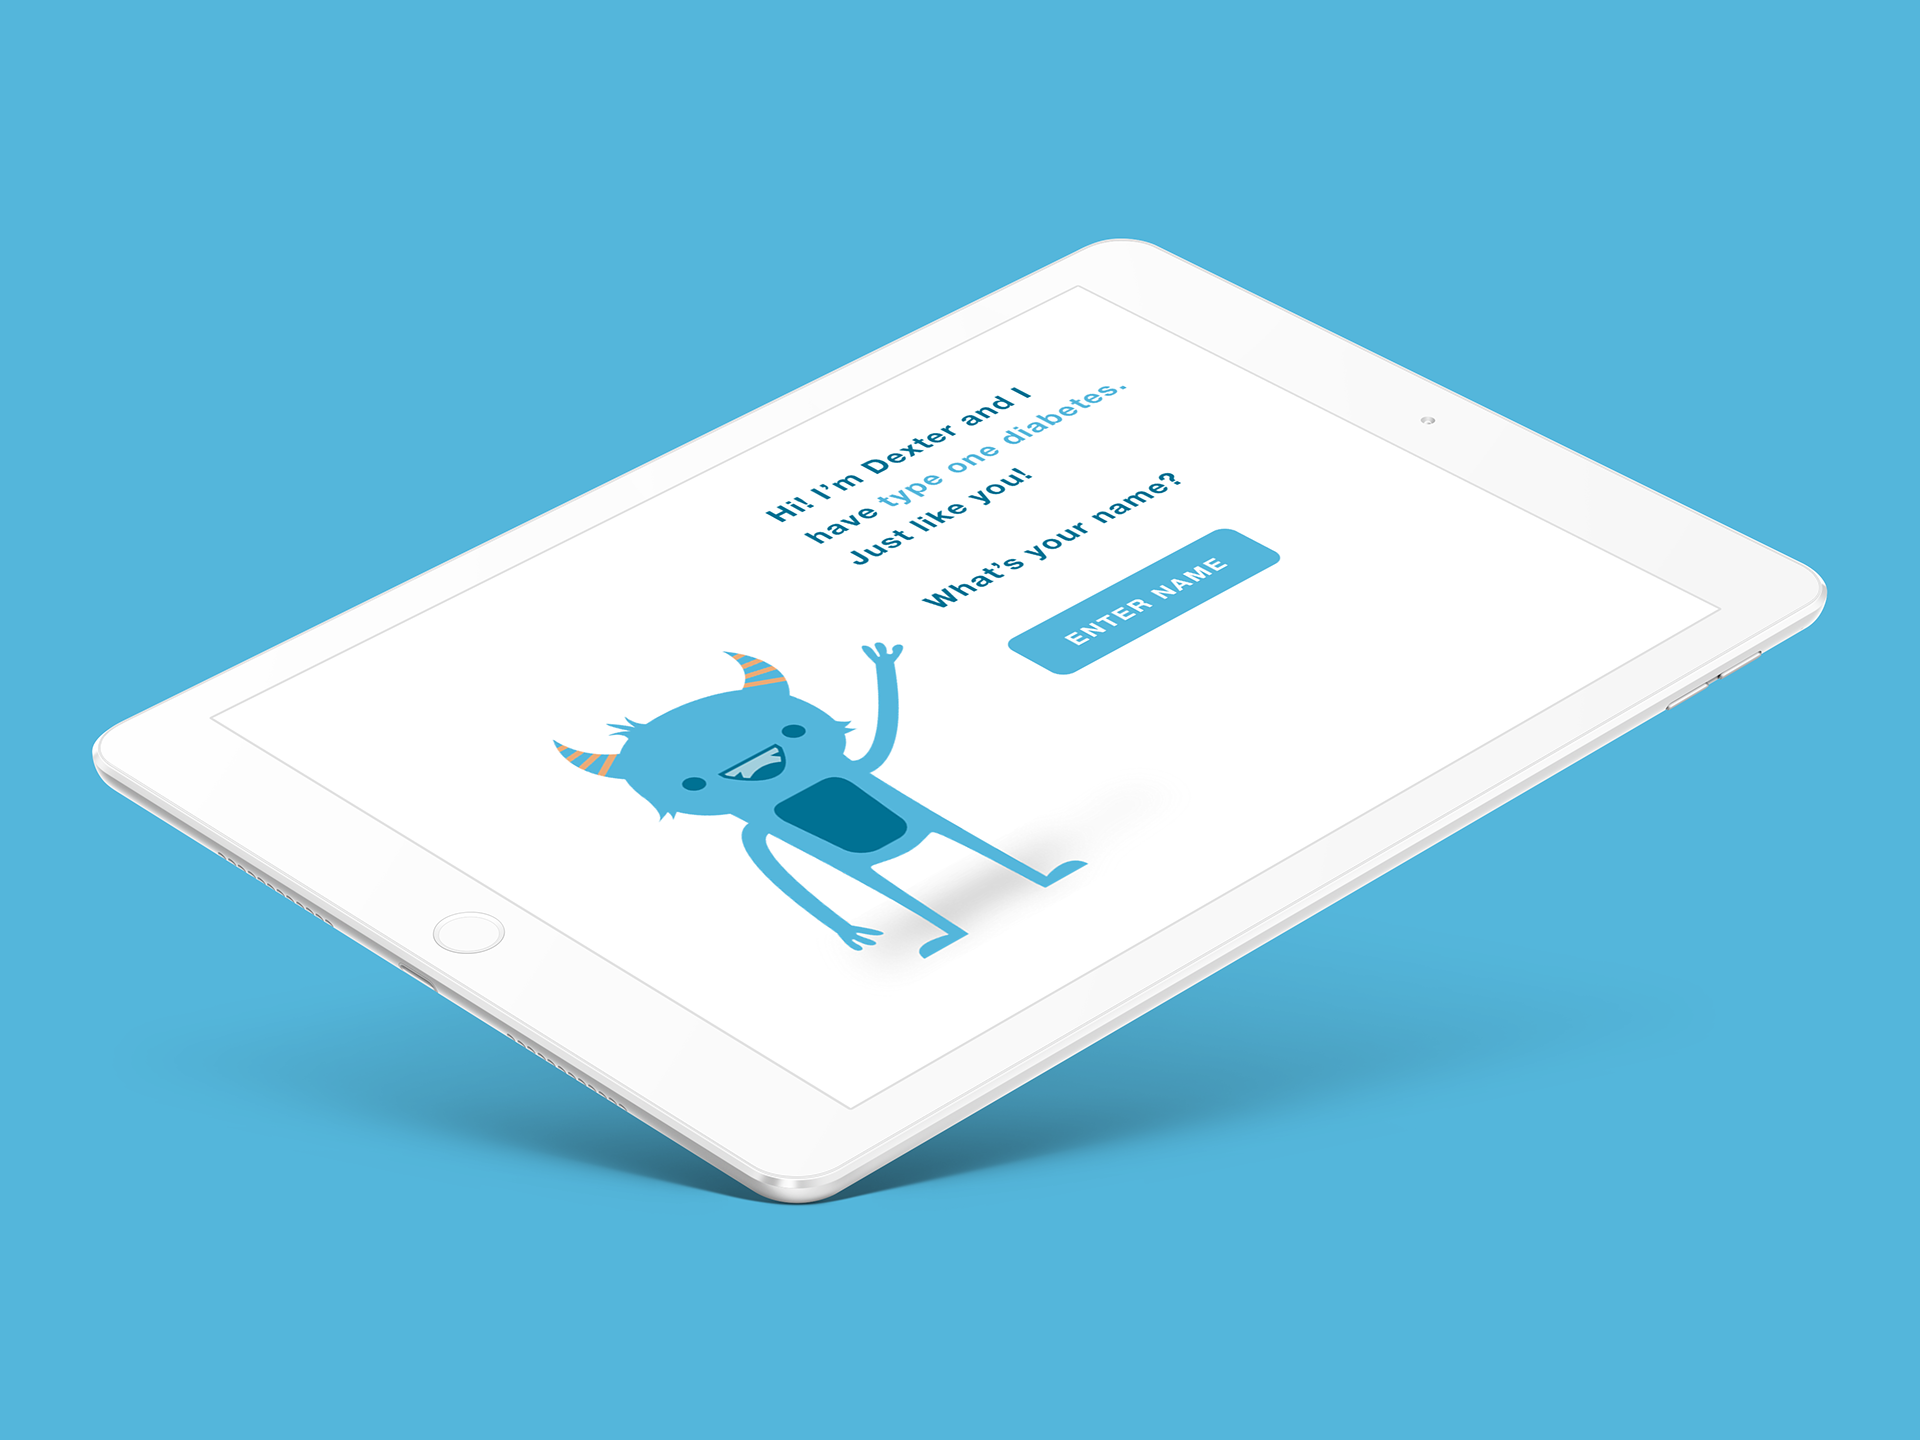 Hi! I'm Dexter and I
have type one diabetes.
Just like you!
What's your name?
ENTER NAME